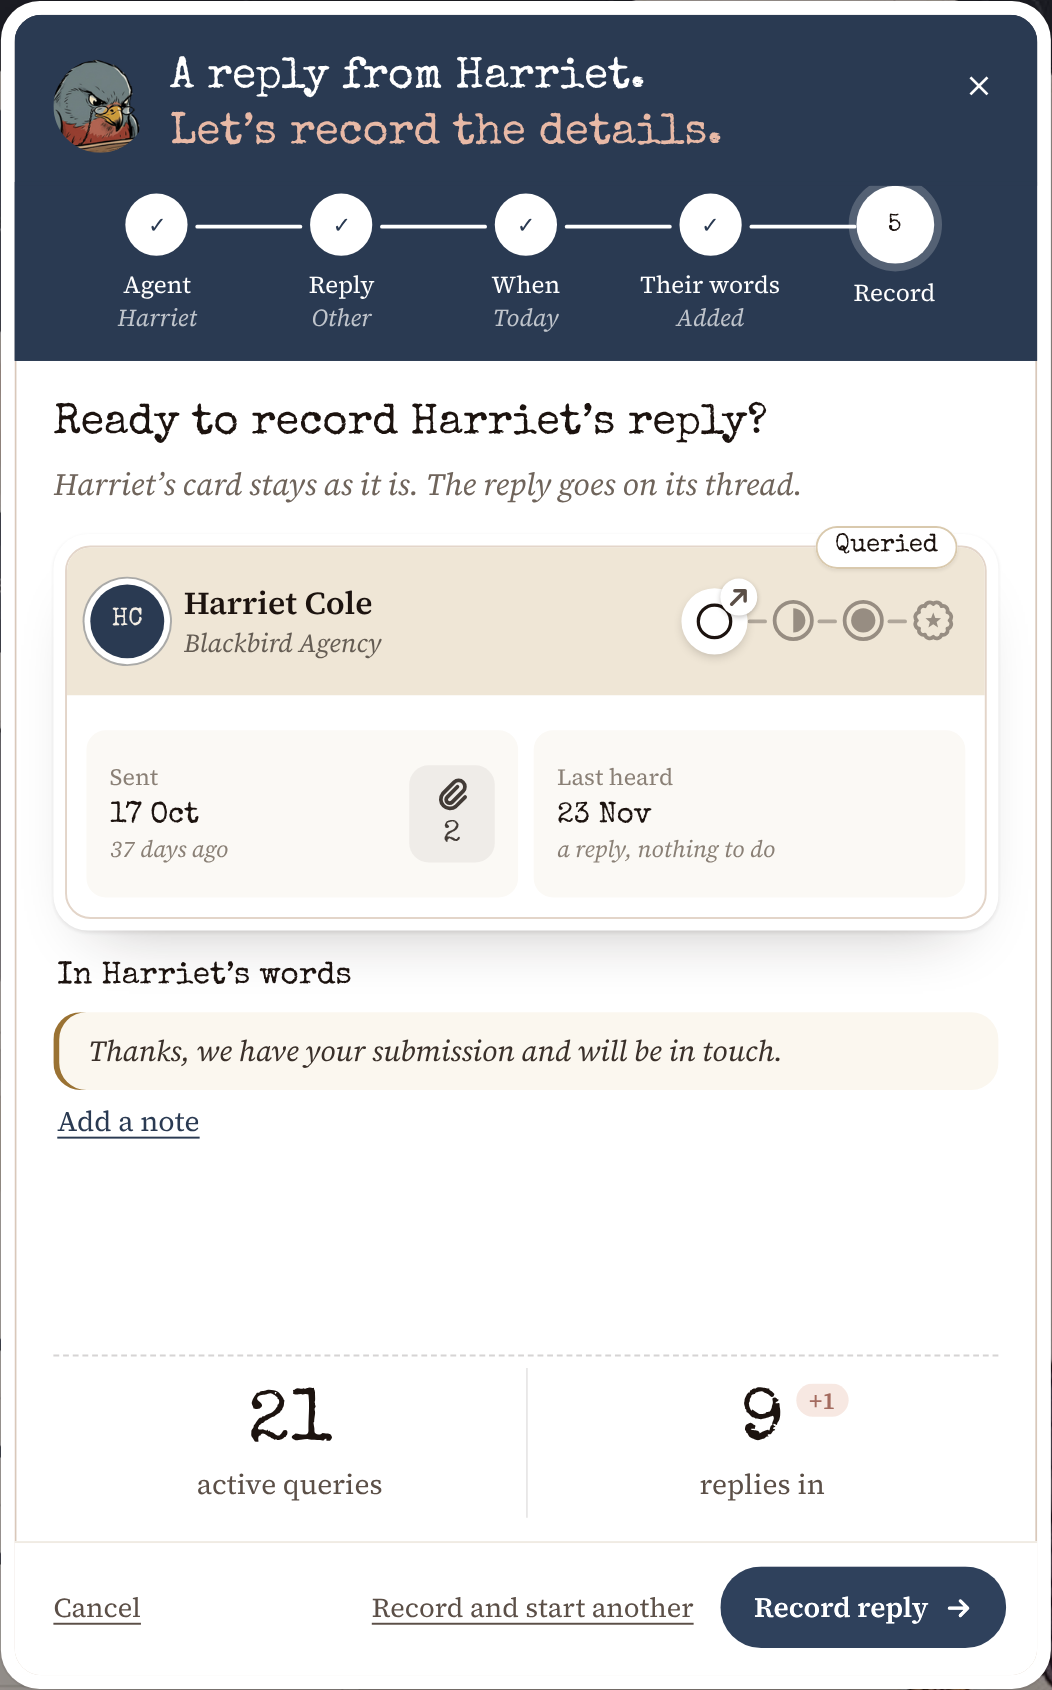 A reply from Harriet.
Let's record the details.
✓ ✓ ✓ ✓ 5
Agent Reply When Their words Record
Harriet Other Today Added
Ready to record Harriet's reply?
Harriet's card stays as it is. The reply goes on its thread.
Queried
HC
Harriet Cole
Blackbird Agency
Sent
17 Oct
37 days ago
2
Last heard
23 Nov
a reply, nothing to do
In Harriet's words
Thanks, we have your submission and will be in touch.
Add a note
21
active queries
9 +1
replies in
Cancel
Record and start another
Record reply →